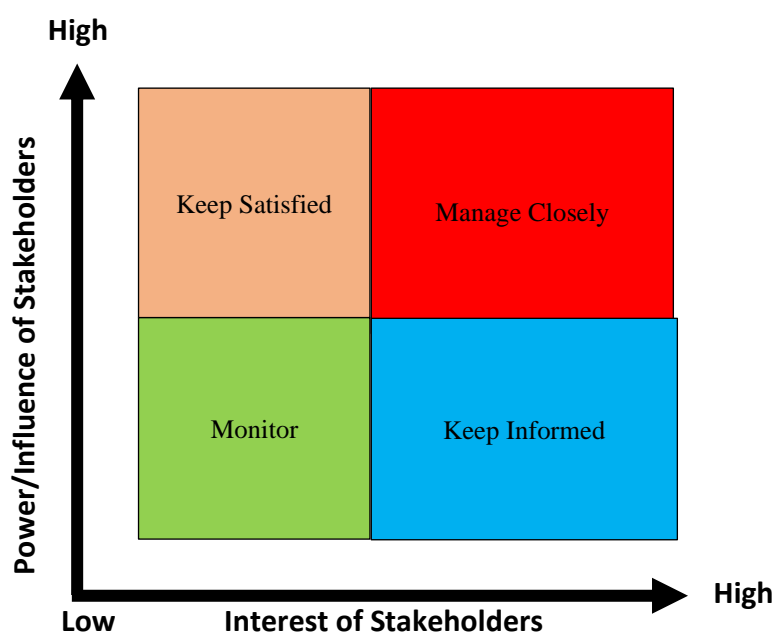 High
Power/Influence of Stakeholders
Keep Satisfied
Manage Closely
Monitor
Keep Informed
High
Low
Interest of Stakeholders